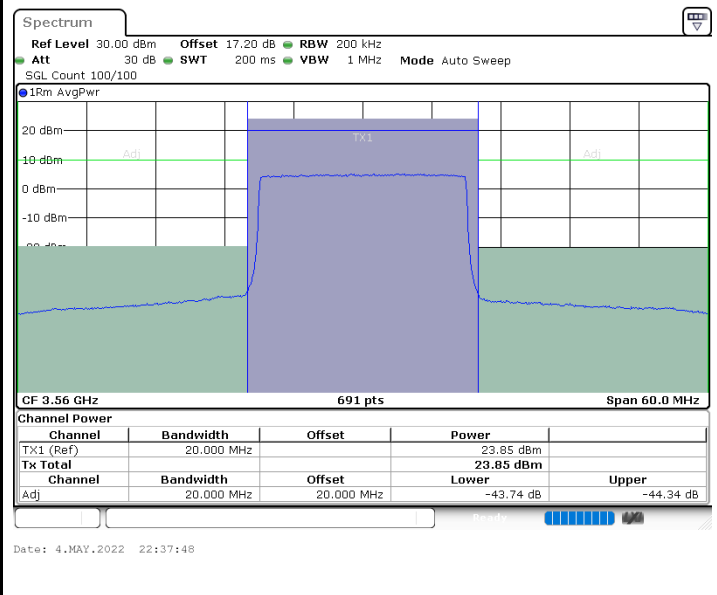 Spectrum
Ref Level 30.00 dBm Offset 17.20 dB RBW 200 kHz
Att 30 dB SWT 200 ms VBW 1 MHz Mode Auto Sweep
SGL Count 100/100
1Rm AvgPwr
20 dBm
TX1
Adj Adj
10 dBm
0 dBm
-10 dBm
CF 3.56 GHz 691 pts Span 60.0 MHz
Channel Power
Channel Bandwidth Offset Power
TX1 (Ref) 20.000 MHz 23.85 dBm
Tx Total 23.85 dBm
Channel Bandwidth Offset Lower Upper
Adj 20.000 MHz 20.000 MHz -43.74 dB -44.34 dB
Ready
Date: 4.MAY.2022 22:37:48